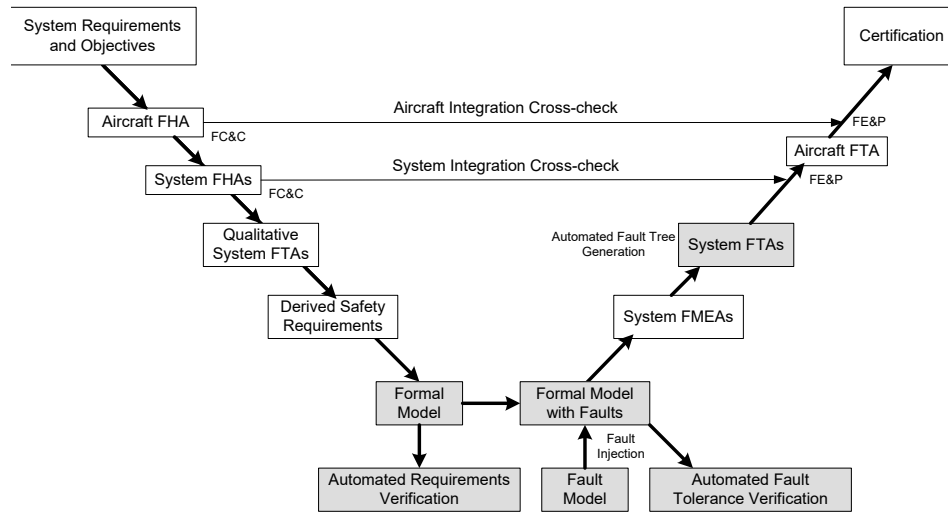 System Requirements
and Objectives
Certification
Aircraft Integration Cross-check
Aircraft FHA
FC&C
FE&P
Aircraft FTA
System Integration Cross-check
System FHAs
FC&C
FE&P
Qualitative
System FTAs
Automated Fault Tree
Generation
System FTAs
Derived Safety
Requirements
System FMEAs
Formal
Model
Formal Model
with Faults
Fault
Injection
Automated Requirements
Verification
Fault
Model
Automated Fault
Tolerance Verification